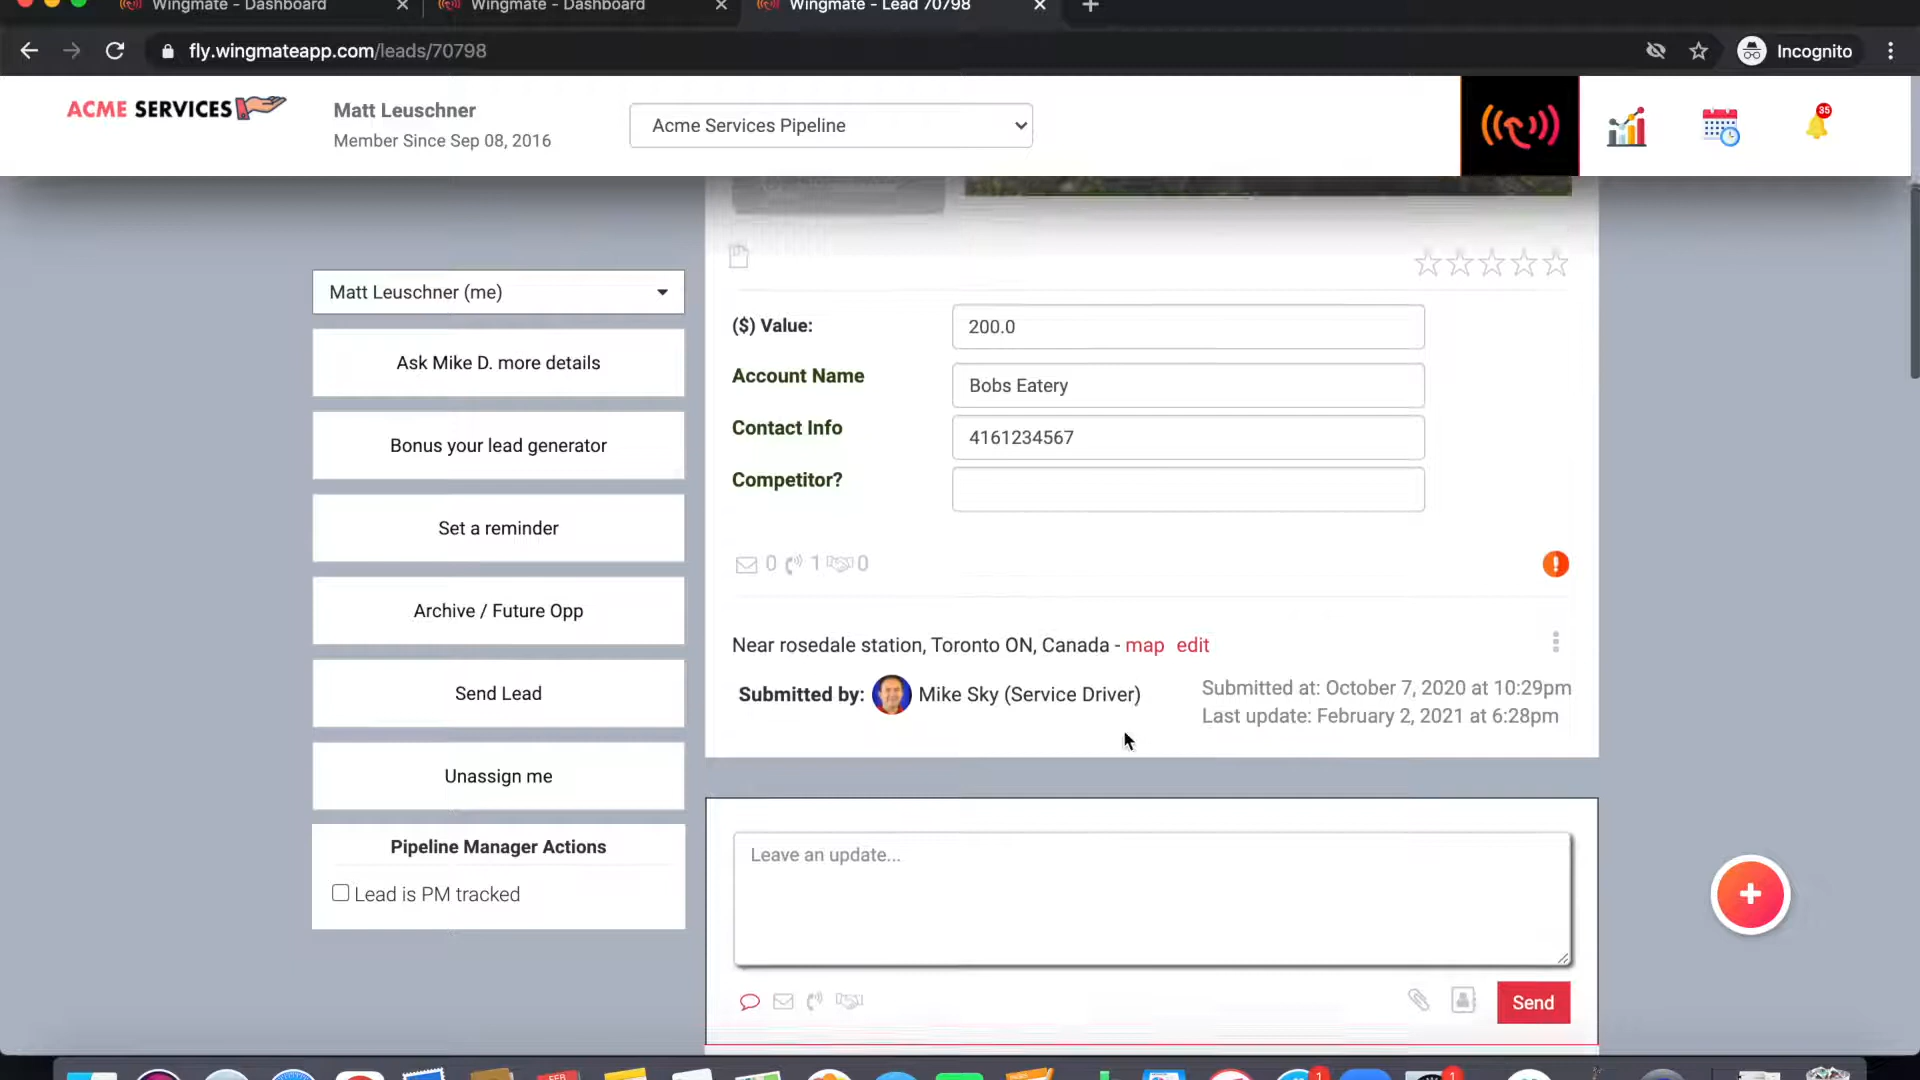 Wingmate - Dashboard
Wingmate - Dashboard
Wingmate - Lead 70798
fly.wingmateapp.com/leads/70798
Incognito
ACME SERVICES
Matt Leuschner
Member Since Sep 08, 2016
Acme Services Pipeline
35
Matt Leuschner (me)
Ask Mike D. more details
Bonus your lead generator
Set a reminder
Archive / Future Opp
Send Lead
Unassign me
Pipeline Manager Actions
Lead is PM tracked
($) Value:
200.0
Account Name
Bobs Eatery
Contact Info
4161234567
Competitor?
0 1 0
Near rosedale station, Toronto ON, Canada - map edit
Submitted by: Mike Sky (Service Driver)
Submitted at: October 7, 2020 at 10:29pm
Last update: February 2, 2021 at 6:28pm
Leave an update...
Send
FEB
1
1